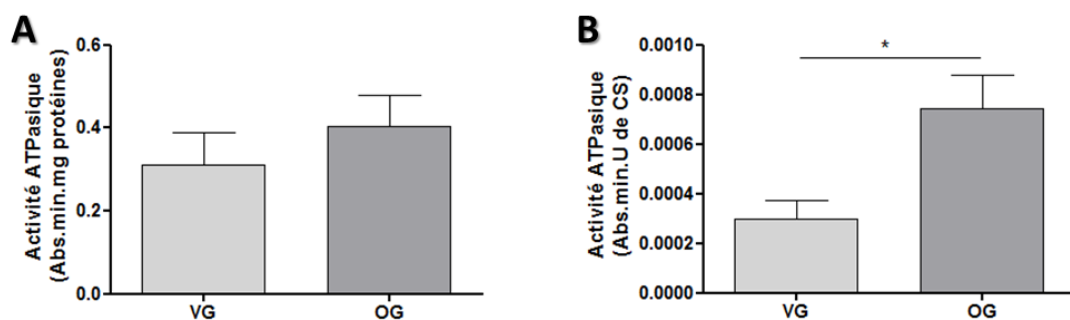 A
Activité ATPasique
(Abs.min.mg protéines)
0.6
0.4
0.2
0.0
VG
OG
B
Activité ATPasique
(Abs.min.U de CS)
0.0010
0.0008
0.0006
0.0004
0.0002
0.0000
*
VG
OG